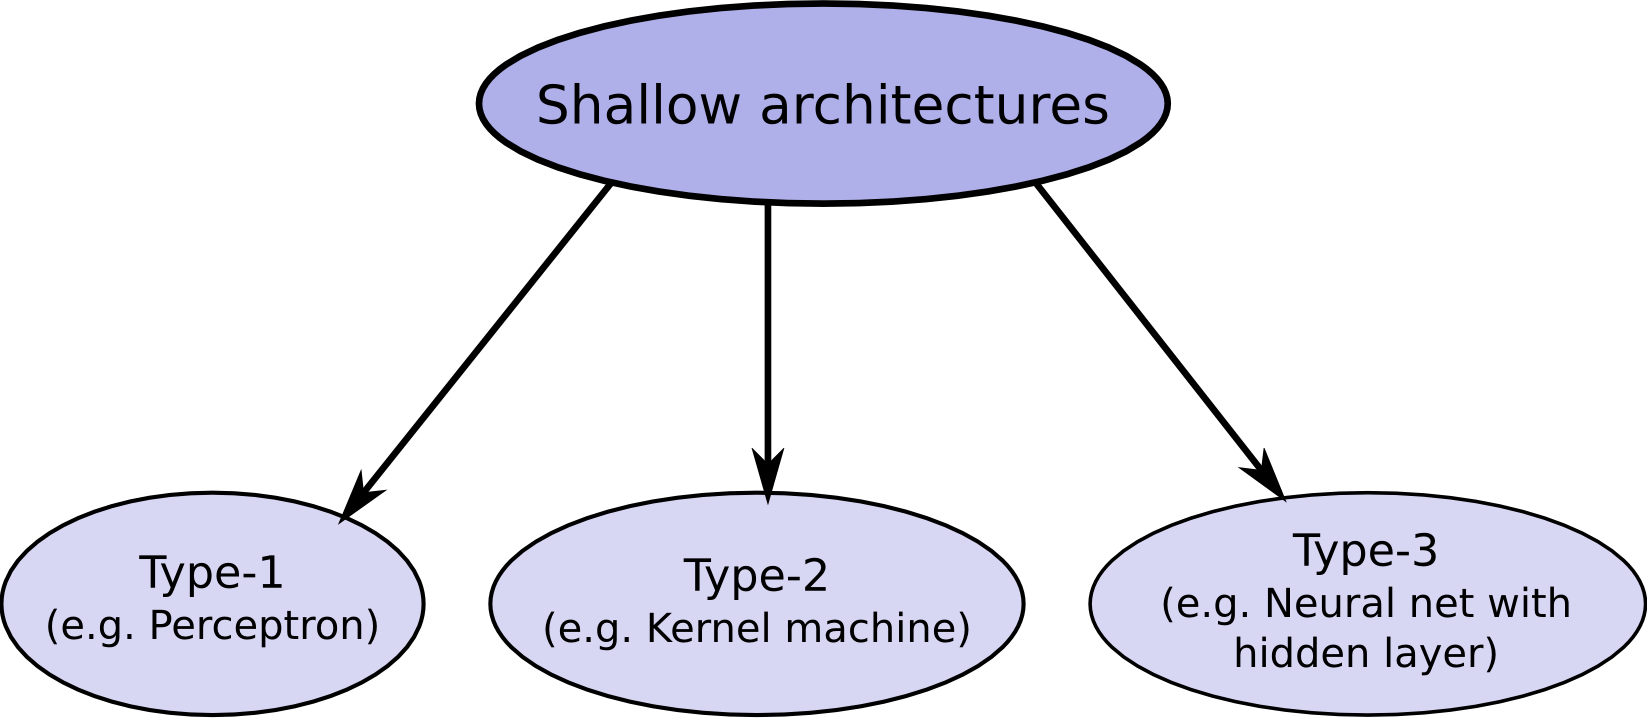 Shallow architectures
Type-1
(e.g. Perceptron)
Type-2
(e.g. Kernel machine)
Type-3
(e.g. Neural net with
hidden layer)